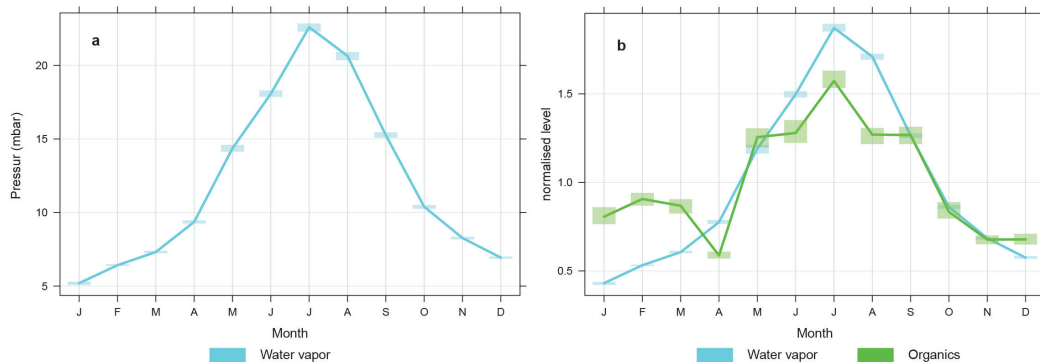 a
20
15
10
5
Pressur (mbar)
J F M A M J J A S O N D
Month
Water vapor
b
1.5
1.0
0.5
normalised level
J F M A M J J A S O N D
Month
Water vapor Organics